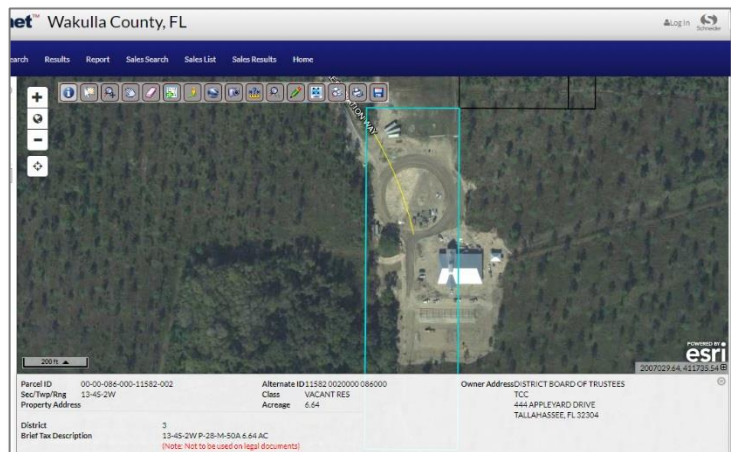 et™ Wakulla County, FL
Log In
Schneider
earch Results Report Sales Search Sales List Sales Results Home
TION WAY
200 ft
POWERED BY
esri
2007029.64, 411735.54
Parcel ID 00-00-086-000-11582-002
Sec/Twp/Rng 13-4S-2W
Property Address
District 3
Brief Tax Description 13-4S-2W P-28-M-50A 6.64 AC
(Note: Not to be used on legal documents)
Alternate ID 11582 0020000 086000
Class VACANT RES
Acreage 6.64
Owner Address DISTRICT BOARD OF TRUSTEES
TCC
444 APPLEYARD DRIVE
TALLAHASSEE, FL 32304